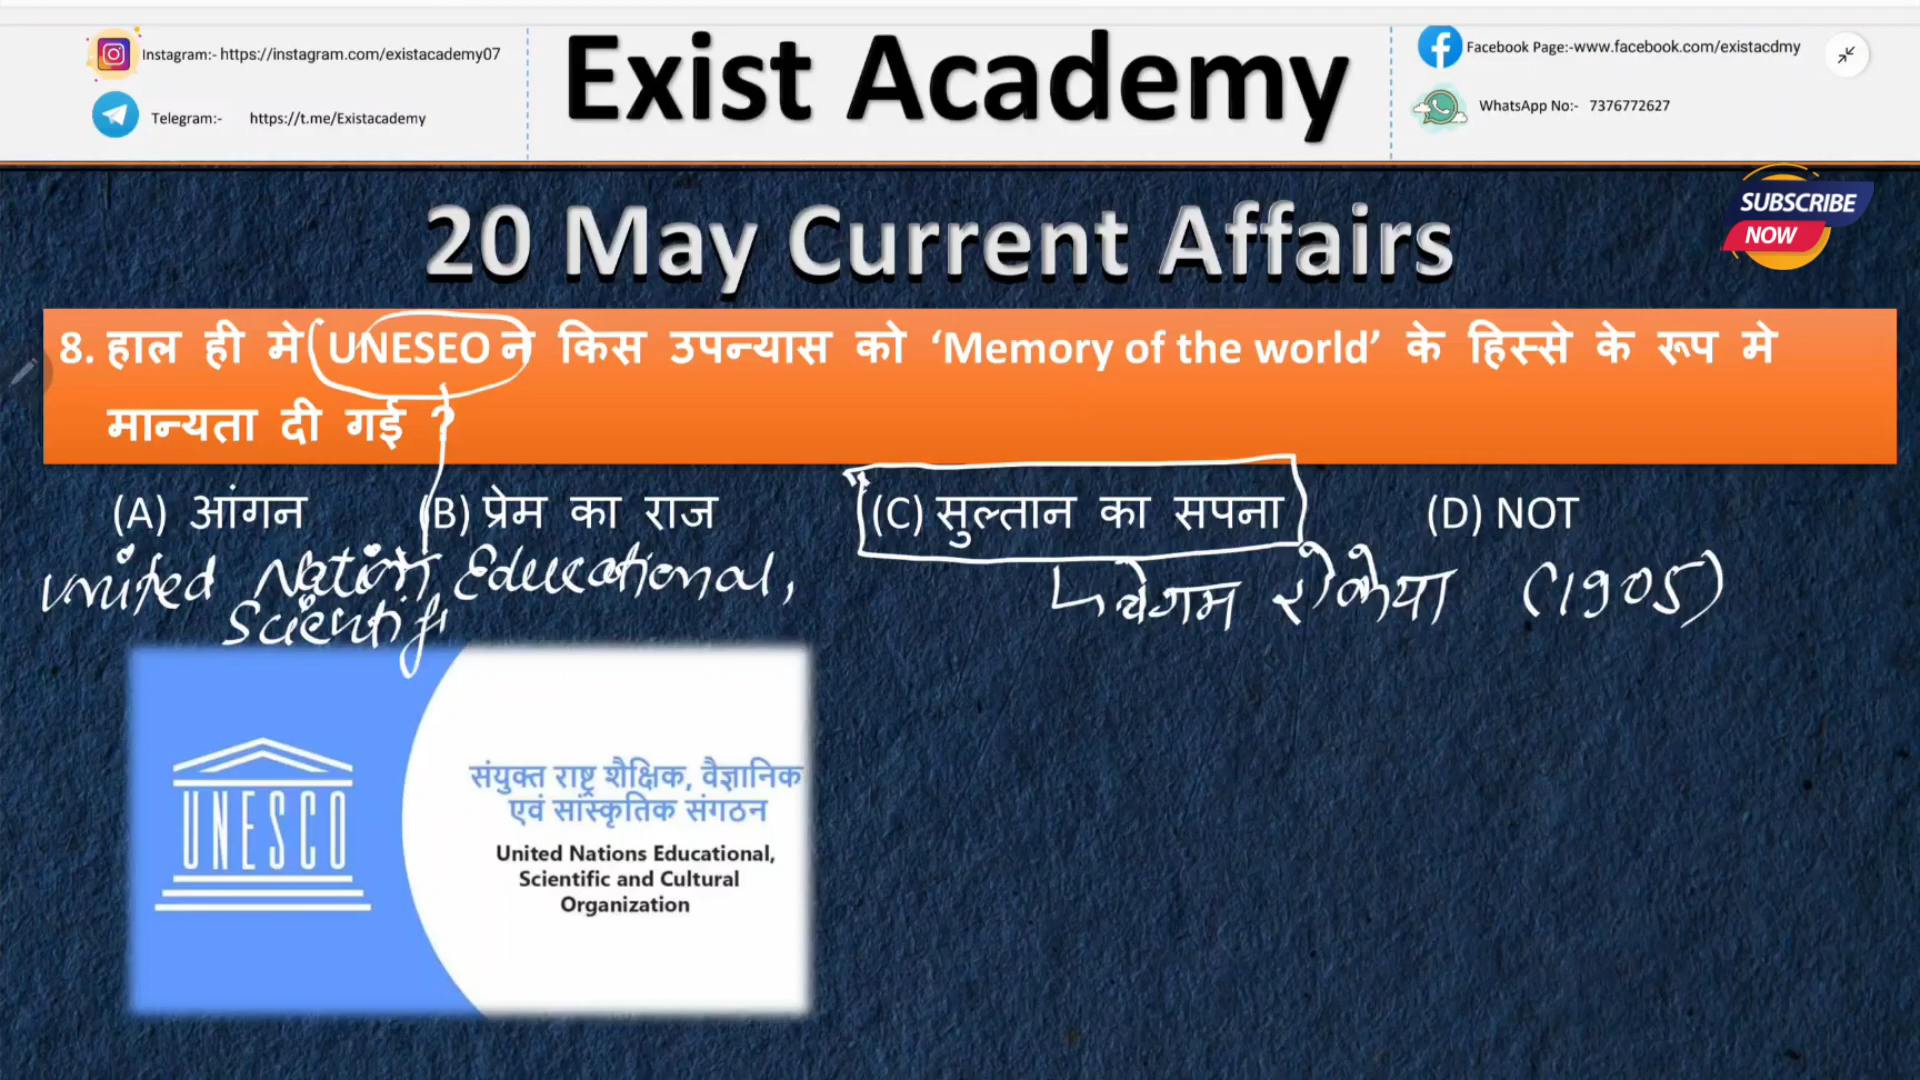 Instagram:- https://instagram.com/existacademy07
Telegram:- https://t.me/Existacademy
Exist Academy
Facebook Page:-www.facebook.com/existacdmy
WhatsApp No:- 7376772627
SUBSCRIBE
NOW
20 May Current Affairs
8. हाल ही मे UNESEO ने किस उपन्यास को ‘Memory of the world’ के हिस्से के रूप मे
मान्यता दी गई ?
(A) आंगन (B) प्रेम का राज (C) सुल्तान का सपना (D) NOT
United Nation Educational,
Scientifi
बेगम रोकेया (1905)
UNESCO
संयुक्त राष्ट्र शैक्षिक, वैज्ञानिक
एवं सांस्कृतिक संगठन
United Nations Educational,
Scientific and Cultural
Organization